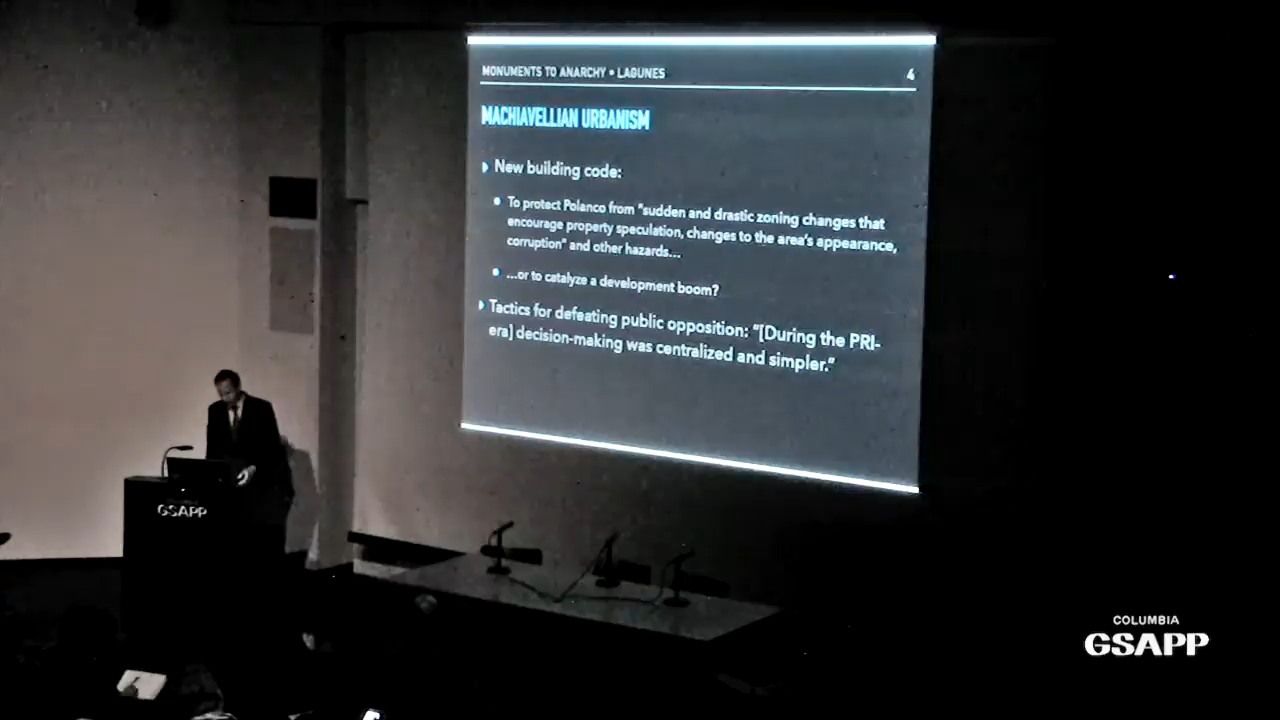 MONUMENTS TO ANARCHY • LAGUNES
4
MACHIAVELLIAN URBANISM
New building code:
To protect Polanco from "sudden and drastic zoning changes that
encourage property speculation, changes to the area's appearance,
corruption" and other hazards...
...or to catalyze a development boom?
Tactics for defeating public opposition: "[During the PRI-
era] decision-making was centralized and simpler."
GSAPP
COLUMBIA
GSAPP